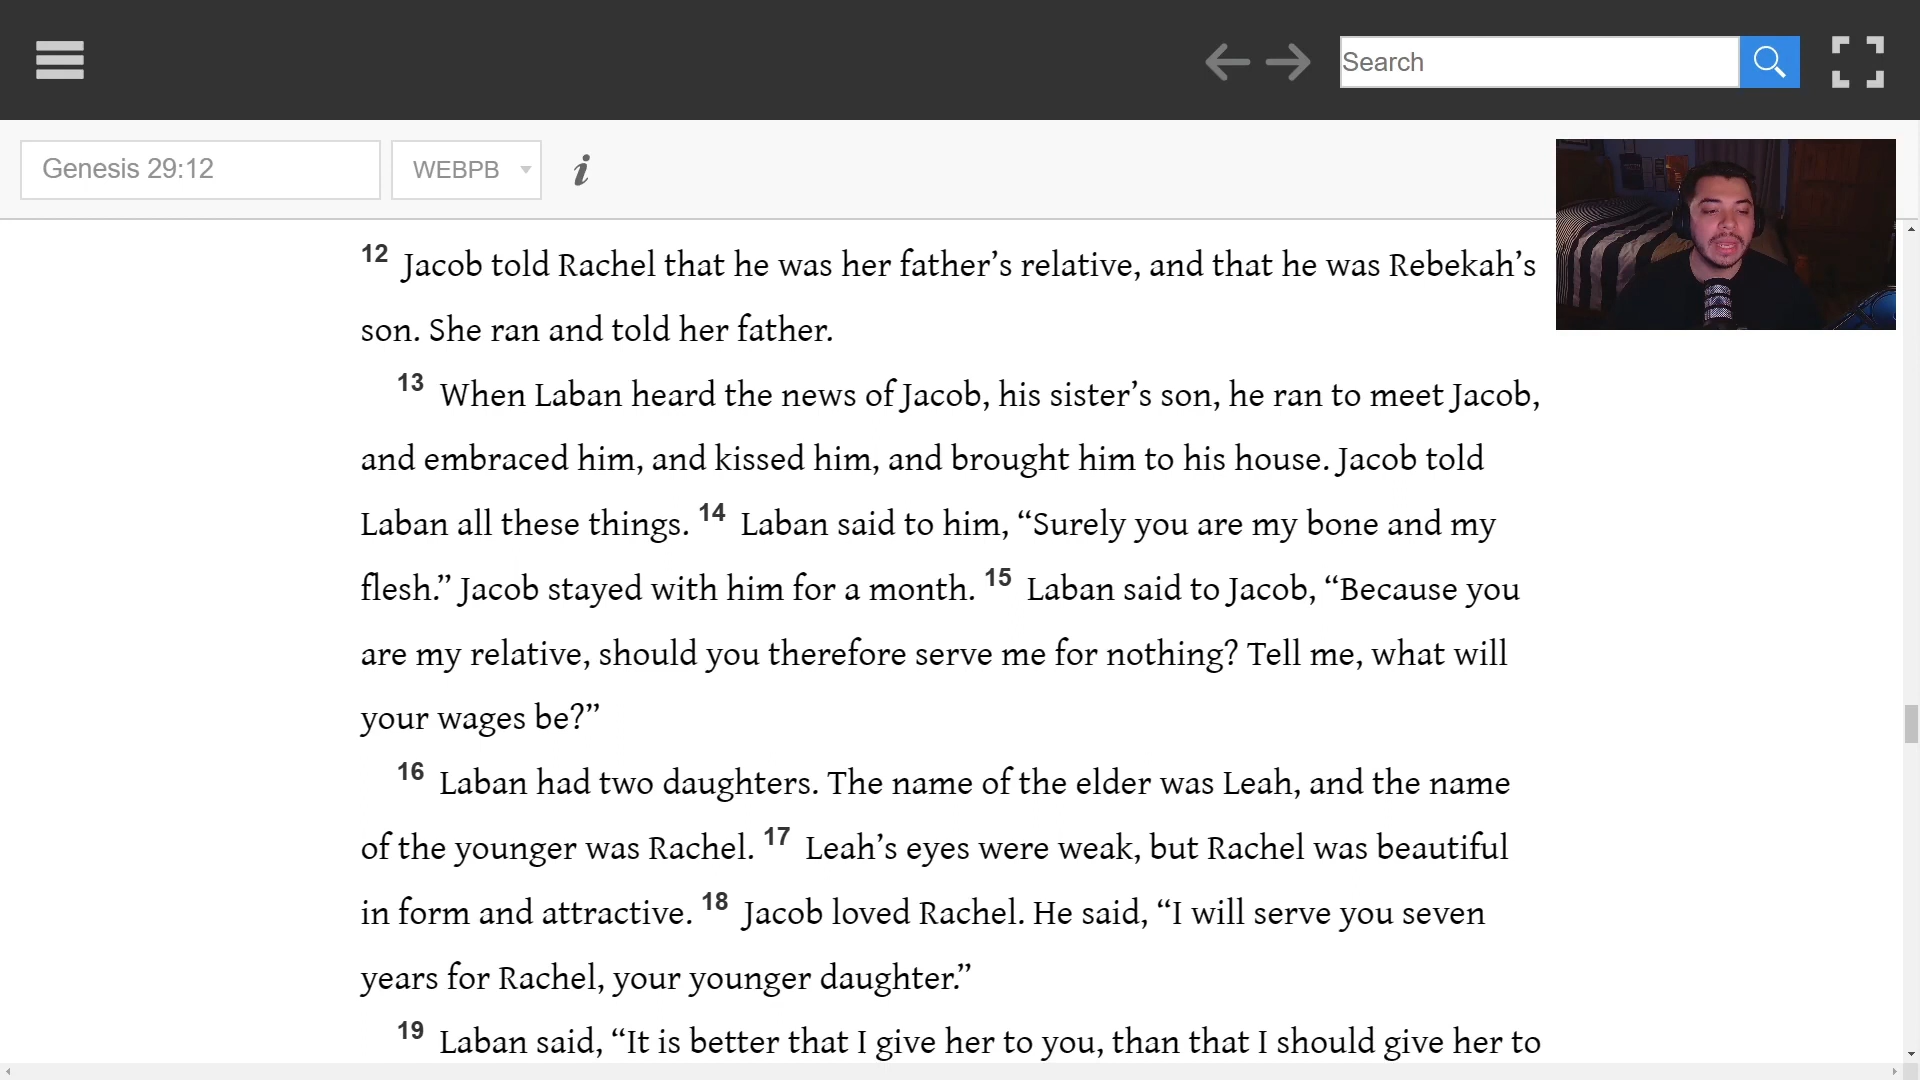 Search
Genesis 29:12
WEBPB
i
12 Jacob told Rachel that he was her father’s relative, and that he was Rebekah’s
son. She ran and told her father.
13 When Laban heard the news of Jacob, his sister’s son, he ran to meet Jacob,
and embraced him, and kissed him, and brought him to his house. Jacob told
Laban all these things. 14 Laban said to him, “Surely you are my bone and my
flesh.” Jacob stayed with him for a month. 15 Laban said to Jacob, “Because you
are my relative, should you therefore serve me for nothing? Tell me, what will
your wages be?”
16 Laban had two daughters. The name of the elder was Leah, and the name
of the younger was Rachel. 17 Leah’s eyes were weak, but Rachel was beautiful
in form and attractive. 18 Jacob loved Rachel. He said, “I will serve you seven
years for Rachel, your younger daughter.”
19 Laban said, “It is better that I give her to you, than that I should give her to